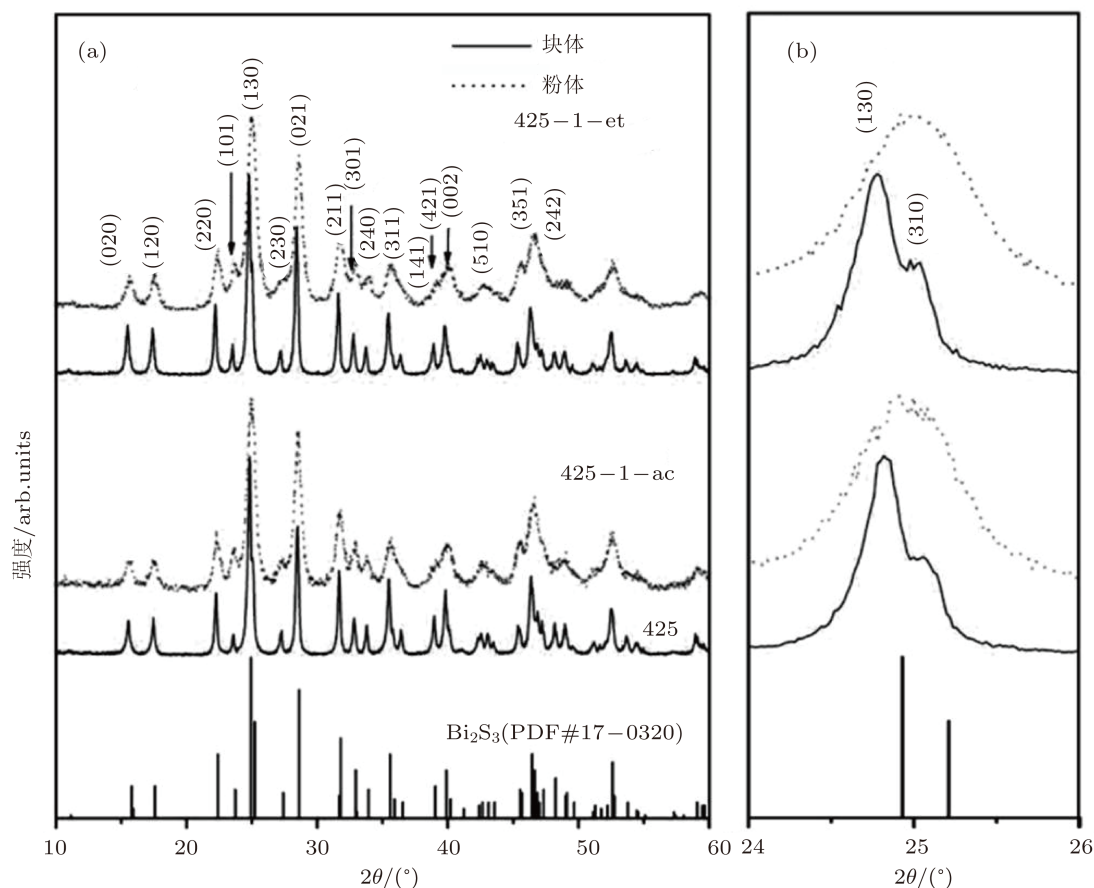 (a)
块体
粉体
425−1−et
(020)
(120)
(220)
(101)
(130)
(230)
(021)
(211)
(301)
(240)
(311)
(141)
(421)
(002)
(510)
(351)
(242)
425−1−ac
425
Bi₂S₃(PDF#17−0320)
强度/arb.units
10 20 30 40 50 60
2θ/(°)
(b)
(130)
(310)
24 25 26
2θ/(°)